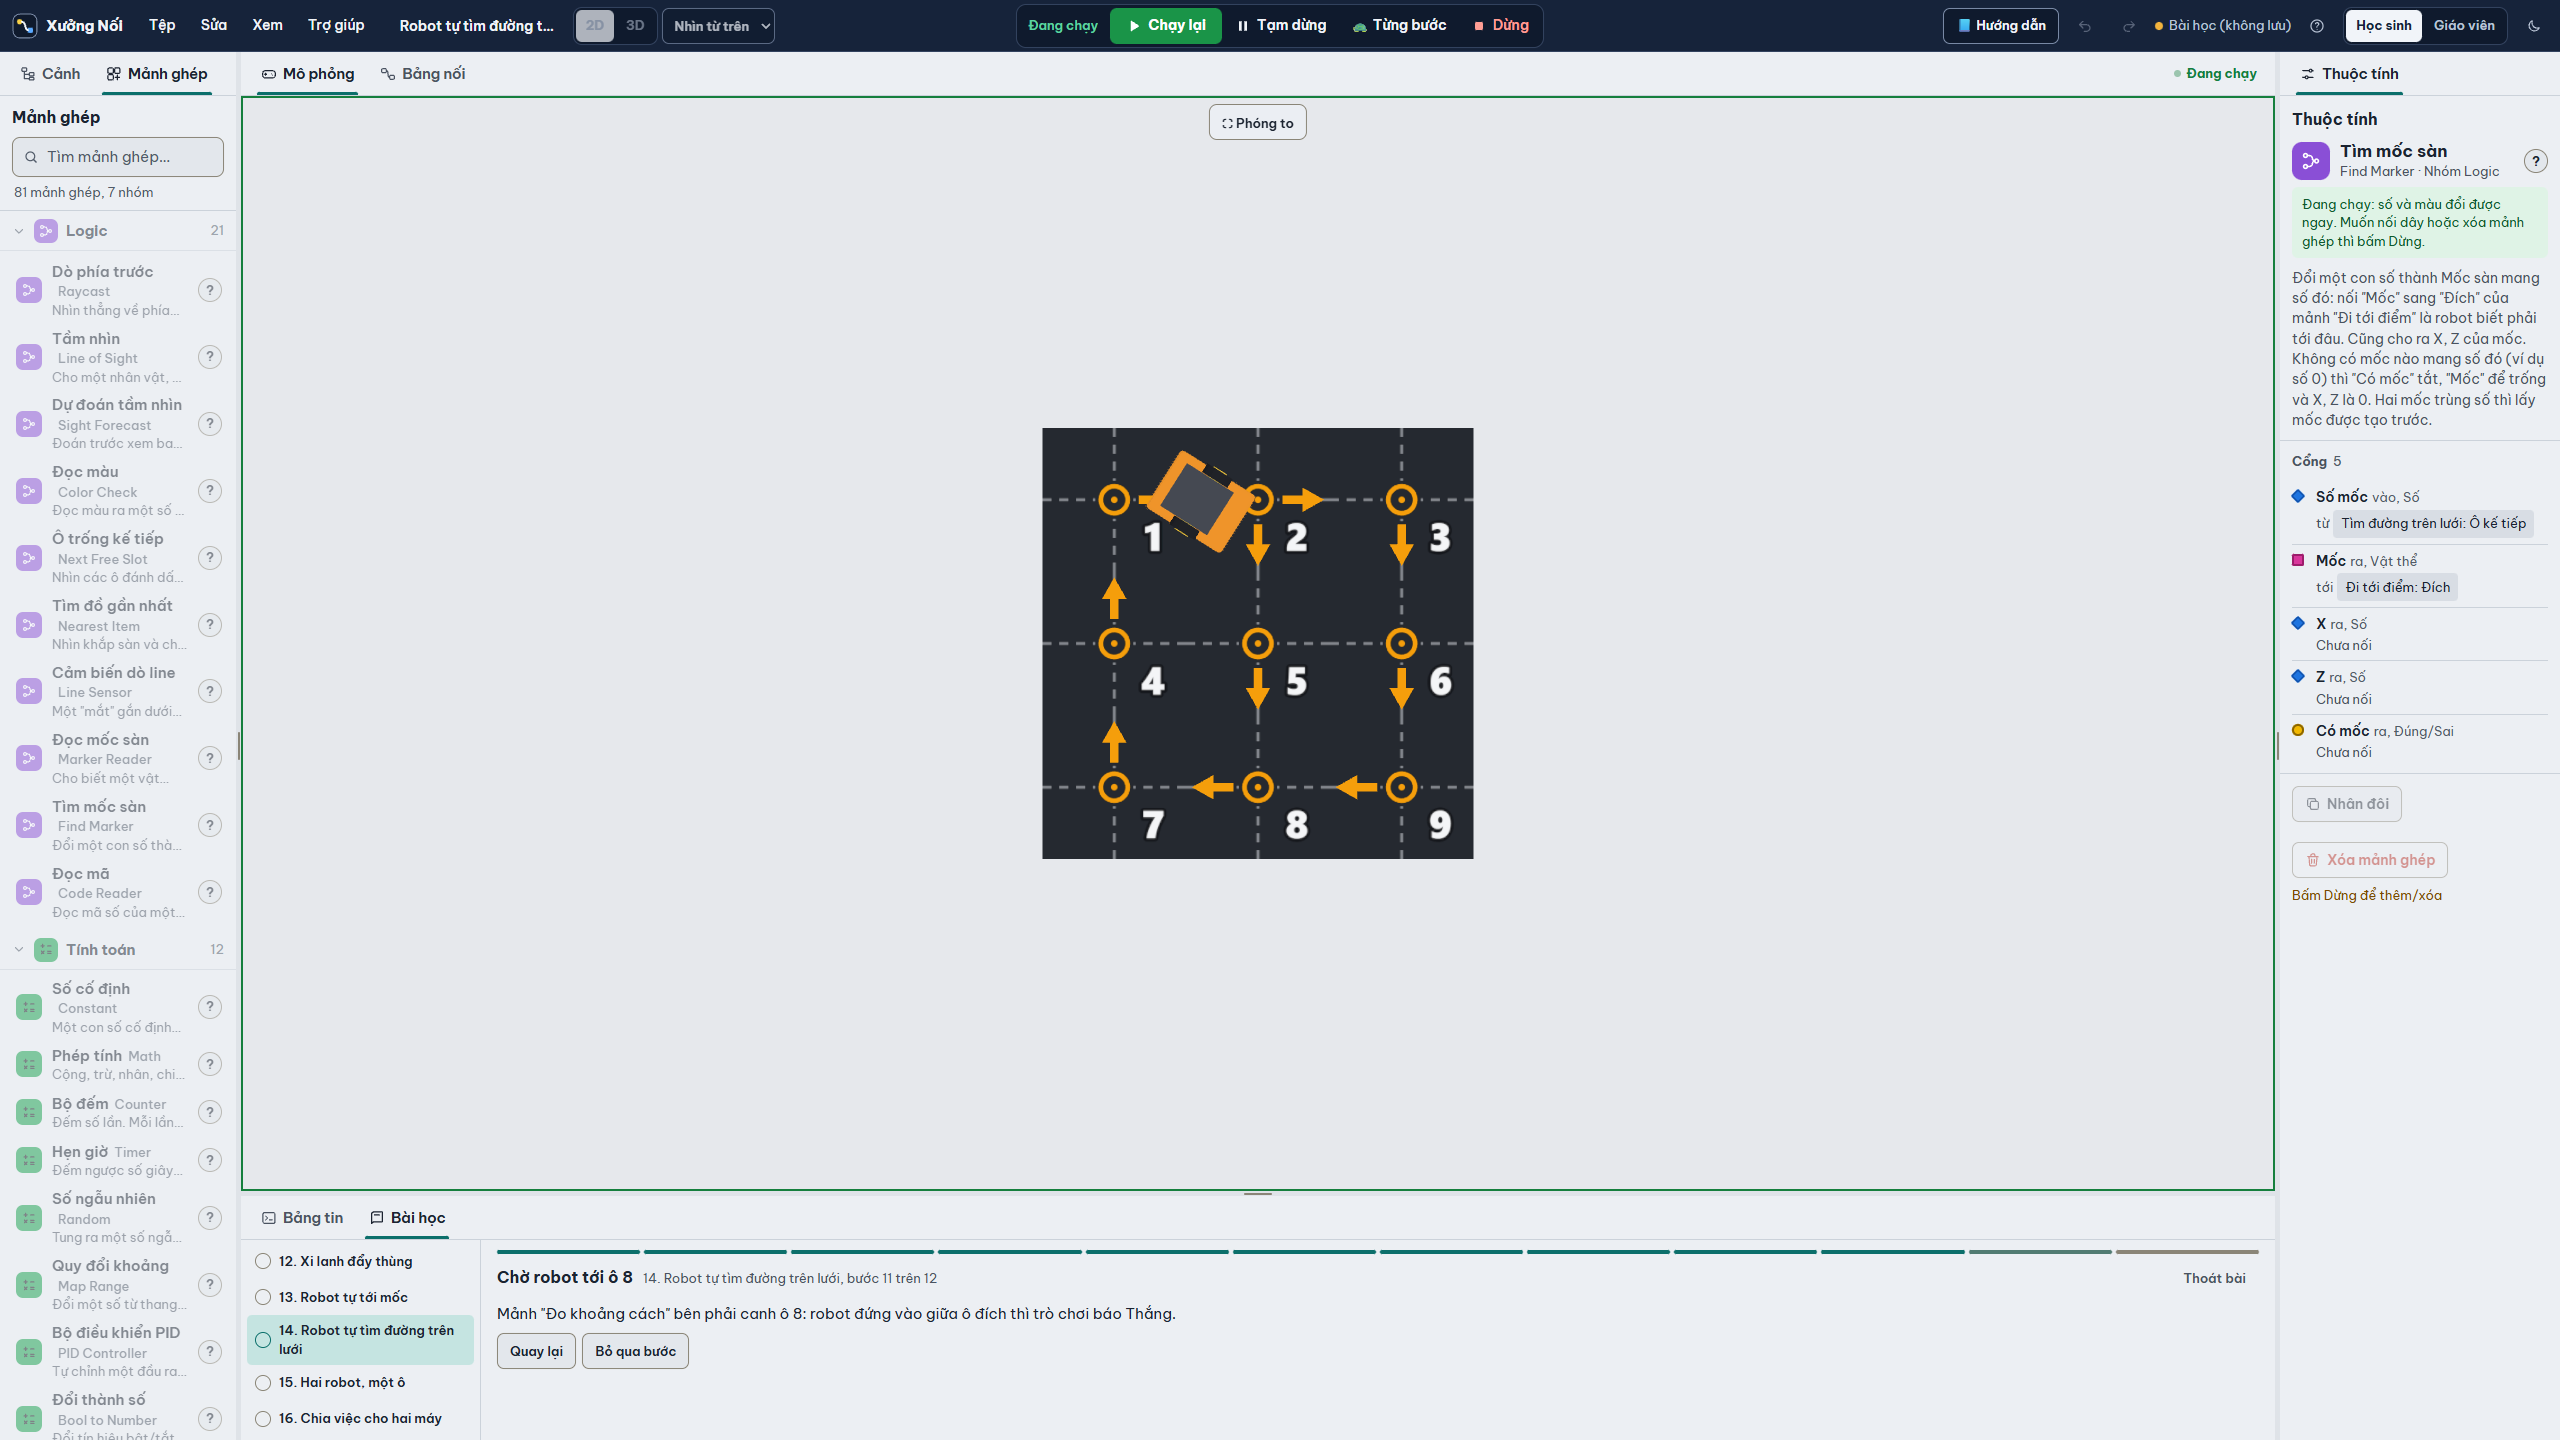 Xưởng Nối
Tệp
Sửa
Xem
Trợ giúp
Robot tự tìm đường t...
2D
3D
Nhìn từ trên
Đang chạy
Chạy lại
Tạm dừng
Từng bước
Dừng
Hướng dẫn
Bài học (không lưu)
Học sinh
Giáo viên
Cảnh
Mảnh ghép
Mảnh ghép
Tìm mảnh ghép...
81 mảnh ghép, 7 nhóm
Logic 21
Dò phía trước
Raycast
Nhìn thẳng về phía...
?
Tầm nhìn
Line of Sight
Cho một nhân vật, ...
?
Dự đoán tầm nhìn
Sight Forecast
Đoán trước xem ba...
?
Đọc màu
Color Check
Đọc màu ra một số ...
?
Ô trống kế tiếp
Next Free Slot
Nhìn các ô đánh dấ...
?
Tìm đồ gần nhất
Nearest Item
Nhìn khắp sàn và ch...
?
Cảm biến dò line
Line Sensor
Một "mắt" gắn dưới...
?
Đọc mốc sàn
Marker Reader
Cho biết một vật...
?
Tìm mốc sàn
Find Marker
Đổi một con số thà...
?
Đọc mã
Code Reader
Đọc mã số của một...
?
Tính toán 12
Số cố định
Constant
Một con số cố định...
?
Phép tính Math
Cộng, trừ, nhân, chi...
?
Bộ đếm Counter
Đếm số lần. Mỗi lần...
?
Hẹn giờ Timer
Đếm ngược số giây...
?
Số ngẫu nhiên
Random
Tung ra một số ngẫ...
?
Quy đổi khoảng
Map Range
Đổi một số từ thang...
?
Bộ điều khiển PID
PID Controller
Tự chỉnh một đầu ra...
?
Đổi thành số
Bool to Number
Đổi tín hiệu bật/tắt
?
Mô phỏng
Bảng nối
Đang chạy
Phóng to
1
2
3
4
5
6
7
8
9
Bảng tin
Bài học
12. Xi lanh đẩy thùng
13. Robot tự tới mốc
14. Robot tự tìm đường trên
lưới
15. Hai robot, một ô
16. Chia việc cho hai máy
Chờ robot tới ô 8 14. Robot tự tìm đường trên lưới, bước 11 trên 12
Thoát bài
Mảnh "Đo khoảng cách" bên phải canh ô 8: robot đứng vào giữa ô đích thì trò chơi báo Thắng.
Quay lại
Bỏ qua bước
Thuộc tính
Thuộc tính
Tìm mốc sàn
Find Marker · Nhóm Logic
?
Đang chạy: số và màu đổi được
ngay. Muốn nối dây hoặc xóa mảnh
ghép thì bấm Dừng.
Đổi một con số thành Mốc sàn mang
số đó: nối "Mốc" sang "Đích" của
mảnh "Đi tới điểm" là robot biết phải
tới đâu. Cũng cho ra X, Z của mốc.
Không có mốc nào mang số đó (ví dụ
số 0) thì "Có mốc" tắt, "Mốc" để trống
và X, Z là 0. Hai mốc trùng số thì lấy
mốc được tạo trước.
Cổng 5
Số mốc vào, Số
từ Tìm đường trên lưới: Ô kế tiếp
Mốc ra, Vật thể
tới Đi tới điểm: Đích
X ra, Số
Chưa nối
Z ra, Số
Chưa nối
Có mốc ra, Đúng/Sai
Chưa nối
Nhân đôi
Xóa mảnh ghép
Bấm Dừng để thêm/xóa